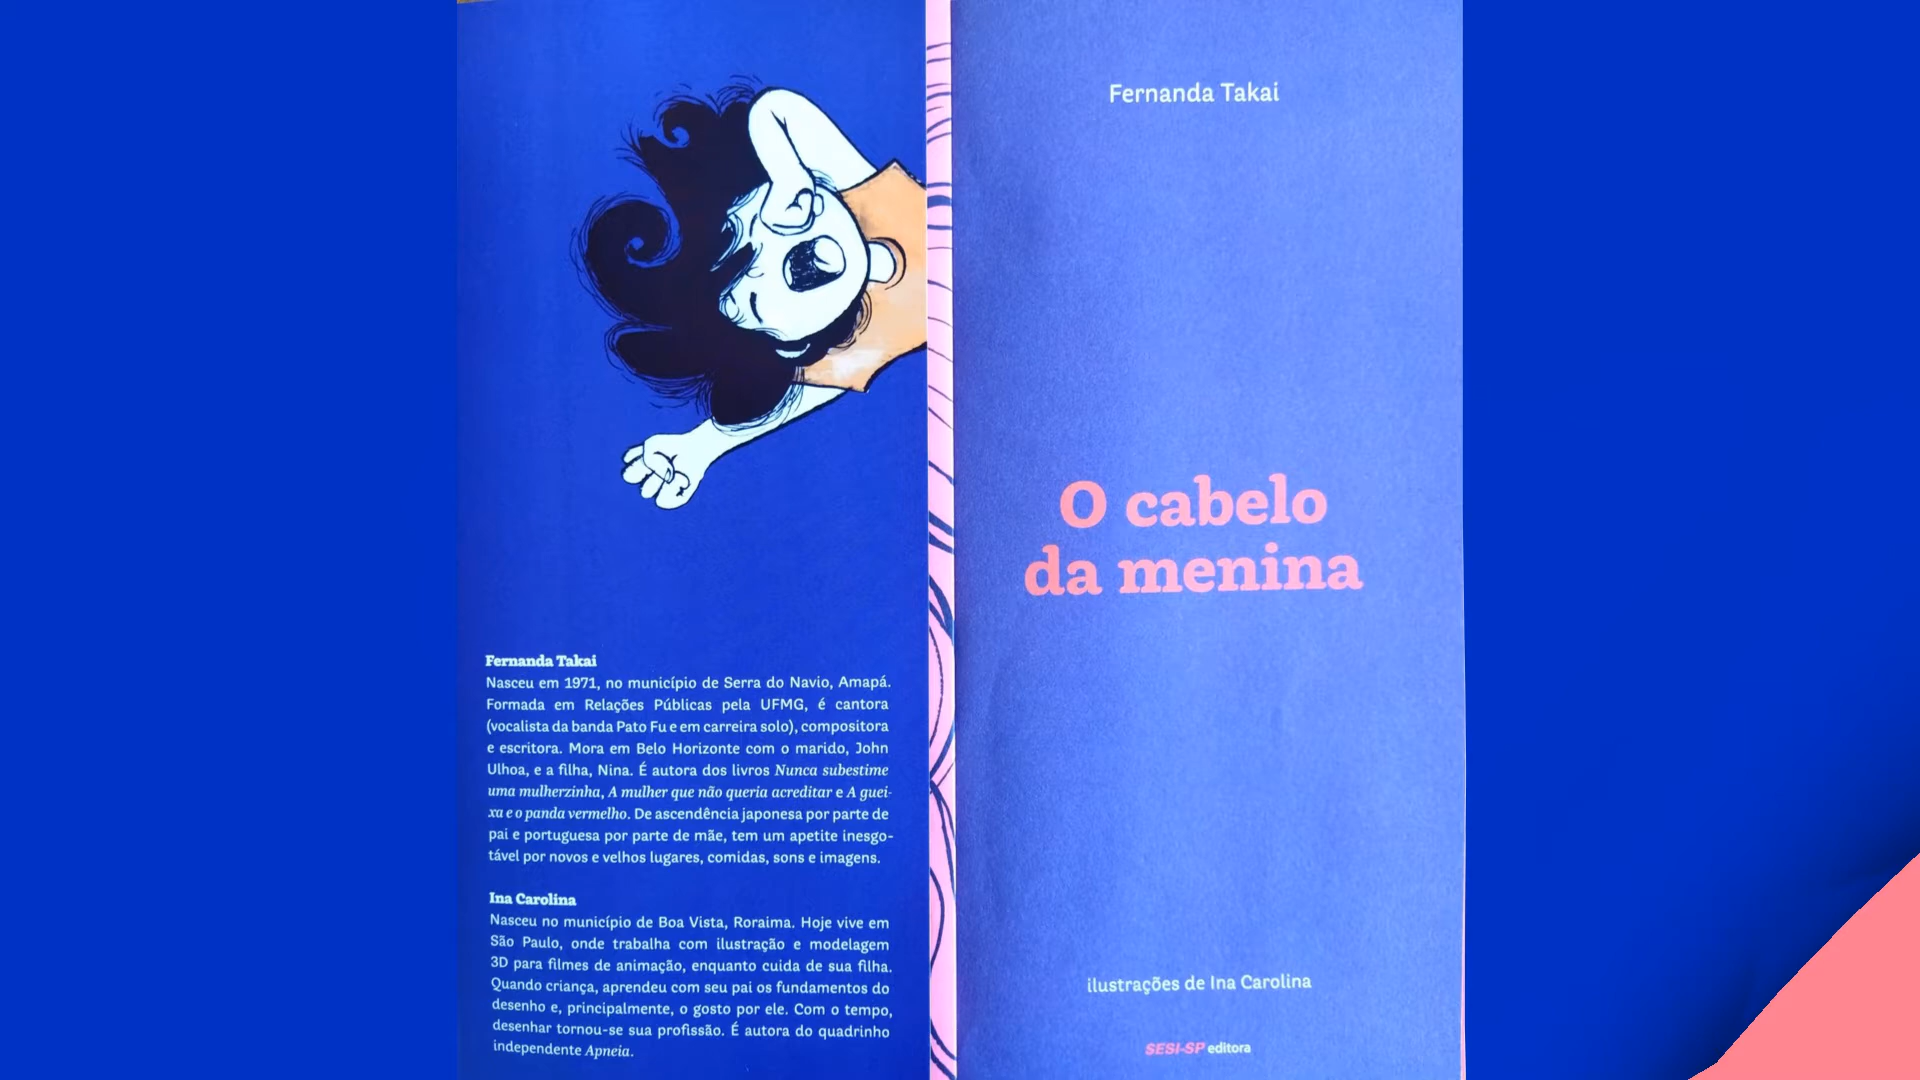 Fernanda Takai
Nasceu em 1971, no município de Serra do Navio, Amapá.
Formada em Relações Públicas pela UFMG, é cantora
(vocalista da banda Pato Fu e em carreira solo), compositora
e escritora. Mora em Belo Horizonte com o marido, John
Ulhoa, e a filha, Nina. É autora dos livros Nunca subestime
uma mulherzinha, A mulher que não queria acreditar e A guei-
xa e o panda vermelho. De ascendência japonesa por parte de
pai e portuguesa por parte de mãe, tem um apetite inesgo-
tável por novos e velhos lugares, comidas, sons e imagens.
Ina Carolina
Nasceu no município de Boa Vista, Roraima. Hoje vive em
São Paulo, onde trabalha com ilustração e modelagem
3D para filmes de animação, enquanto cuida de sua filha.
Quando criança, aprendeu com seu pai os fundamentos do
desenho e, principalmente, o gosto por ele. Com o tempo,
desenhar tornou-se sua profissão. É autora do quadrinho
independente Apneia.
Fernanda Takai
O cabelo
da menina
ilustrações de Ina Carolina
SESI-SP editora